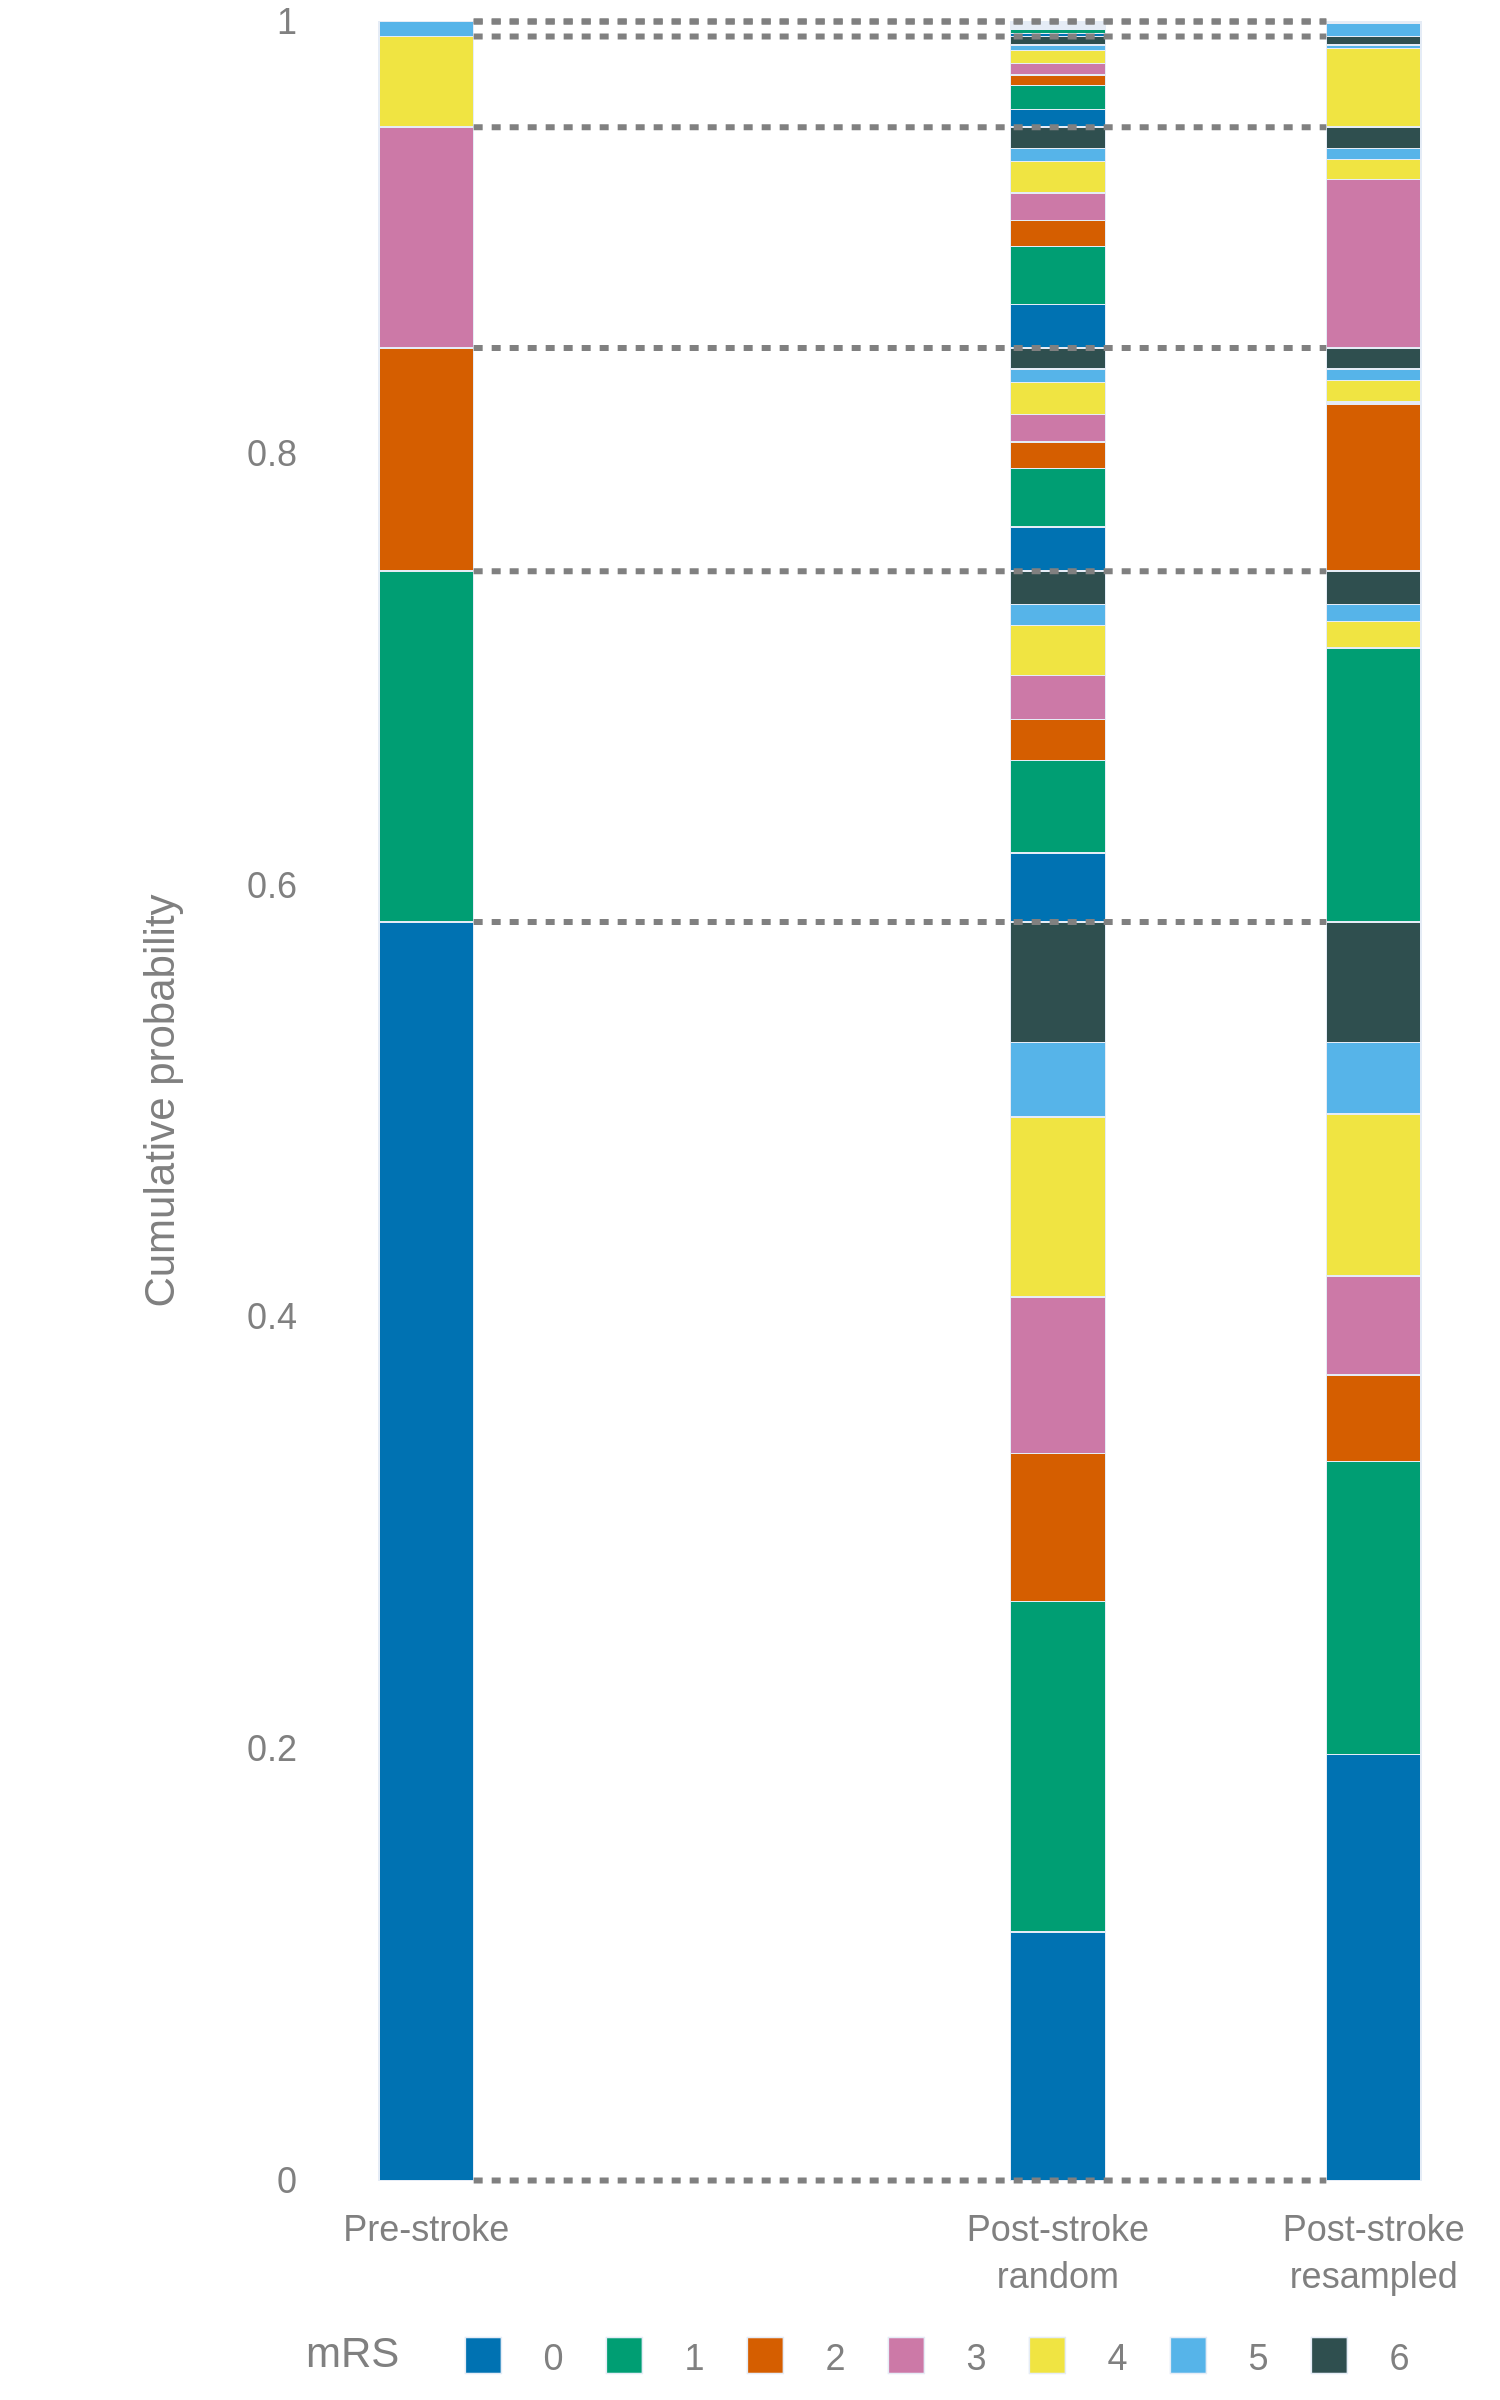 1
0.8
0.6
0.4
0.2
0
Cumulative probability
Pre-stroke
Post-stroke
random
Post-stroke
resampled
mRS 0 1 2 3 4 5 6